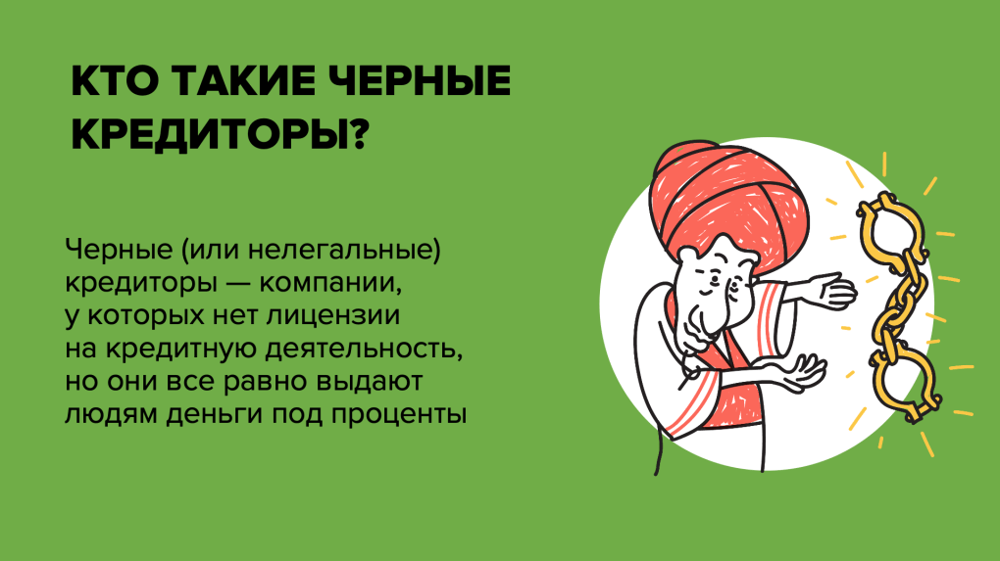 КТО ТАКИЕ ЧЕРНЫЕ
КРЕДИТОРЫ?
Черные (или нелегальные)
кредиторы — компании,
у которых нет лицензии
на кредитную деятельность,
но они все равно выдают
людям деньги под проценты